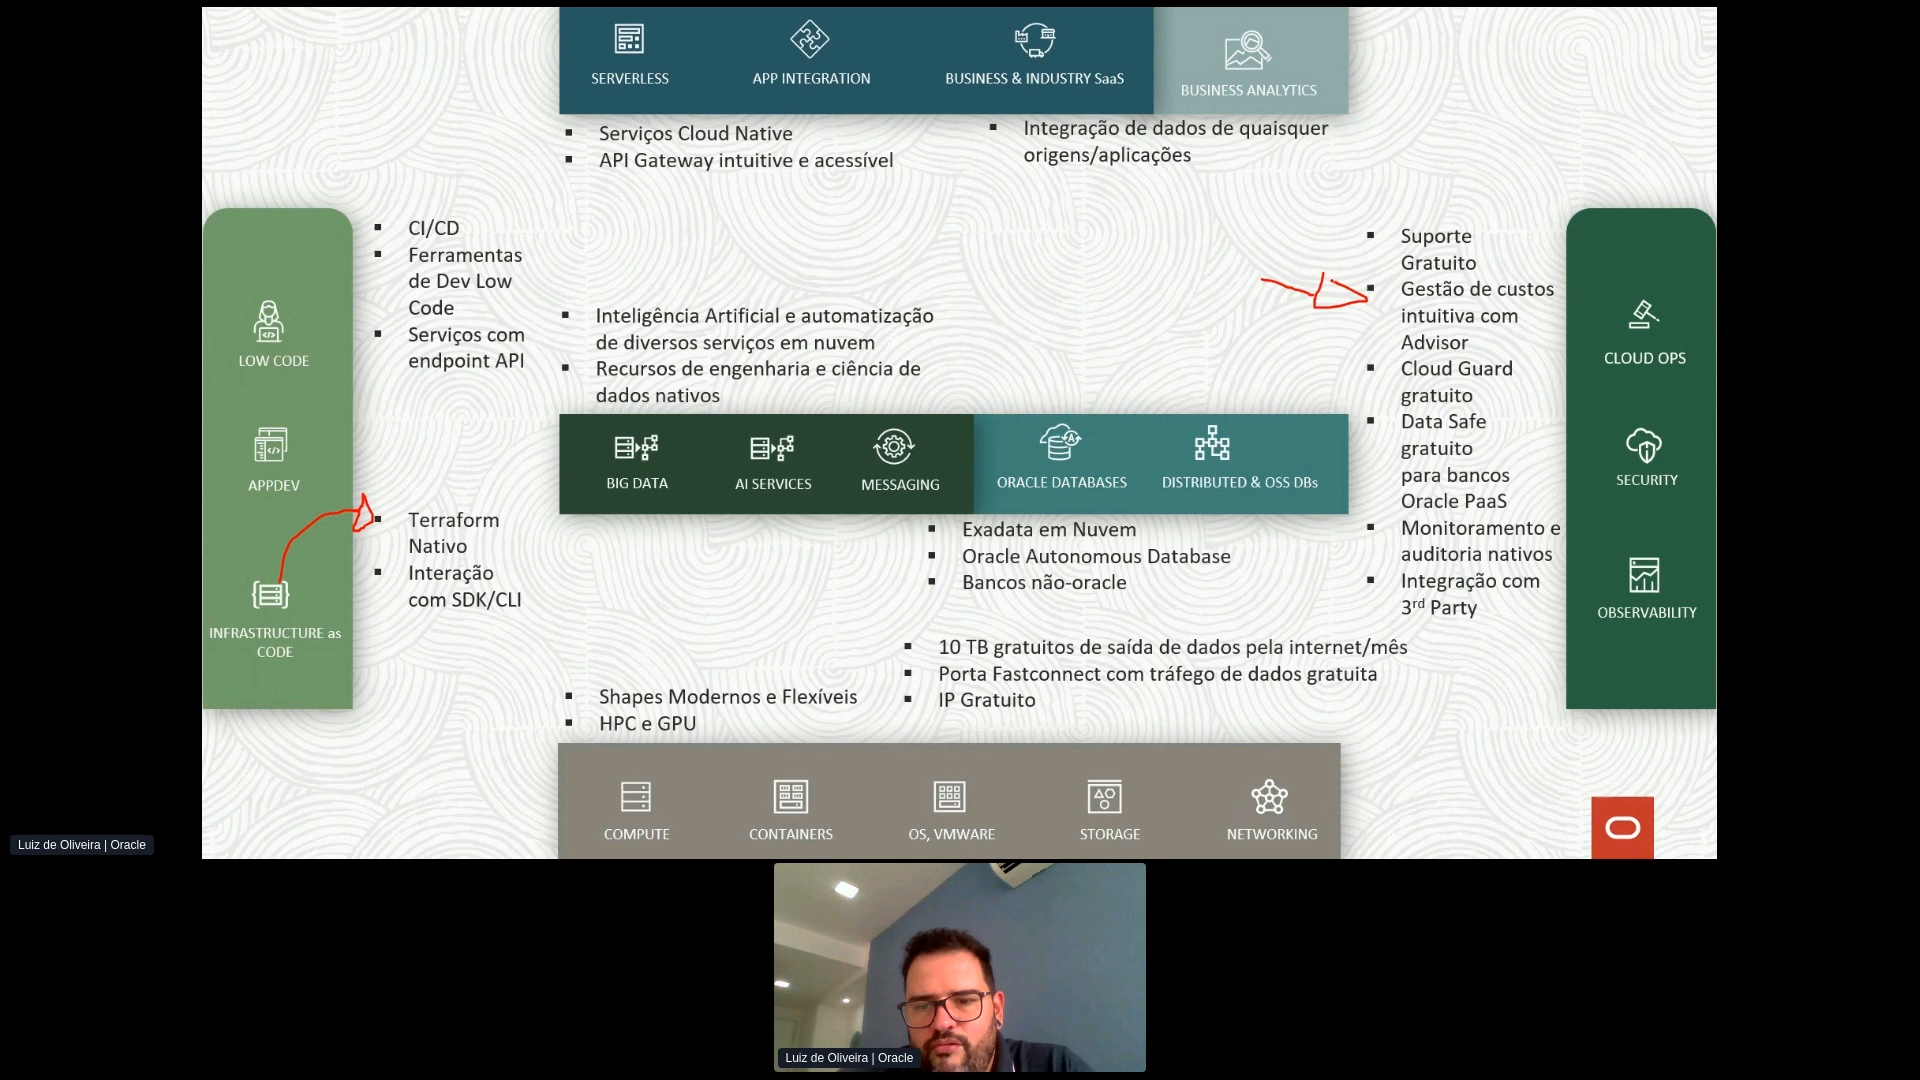 SERVERLESS
APP INTEGRATION
BUSINESS & INDUSTRY SaaS
BUSINESS ANALYTICS
Serviços Cloud Native
API Gateway intuitive e acessível
Integração de dados de quaisquer
origens/aplicações
LOW CODE
APPDEV
INFRASTRUCTURE as
CODE
CI/CD
Ferramentas
de Dev Low
Code
Serviços com
endpoint API
Terraform
Nativo
Interação
com SDK/CLI
Inteligência Artificial e automatização
de diversos serviços em nuvem
Recursos de engenharia e ciência de
dados nativos
BIG DATA
AI SERVICES
MESSAGING
ORACLE DATABASES
DISTRIBUTED & OSS DBs
Exadata em Nuvem
Oracle Autonomous Database
Bancos não-oracle
Suporte
Gratuito
Gestão de custos
intuitiva com
Advisor
Cloud Guard
gratuito
Data Safe
gratuito
para bancos
Oracle PaaS
Monitoramento e
auditoria nativos
Integração com
3rd Party
CLOUD OPS
SECURITY
OBSERVABILITY
10 TB gratuitos de saída de dados pela internet/mês
Porta Fastconnect com tráfego de dados gratuita
IP Gratuito
Shapes Modernos e Flexíveis
HPC e GPU
COMPUTE
CONTAINERS
OS, VMWARE
STORAGE
NETWORKING
Luiz de Oliveira | Oracle
Luiz de Oliveira | Oracle